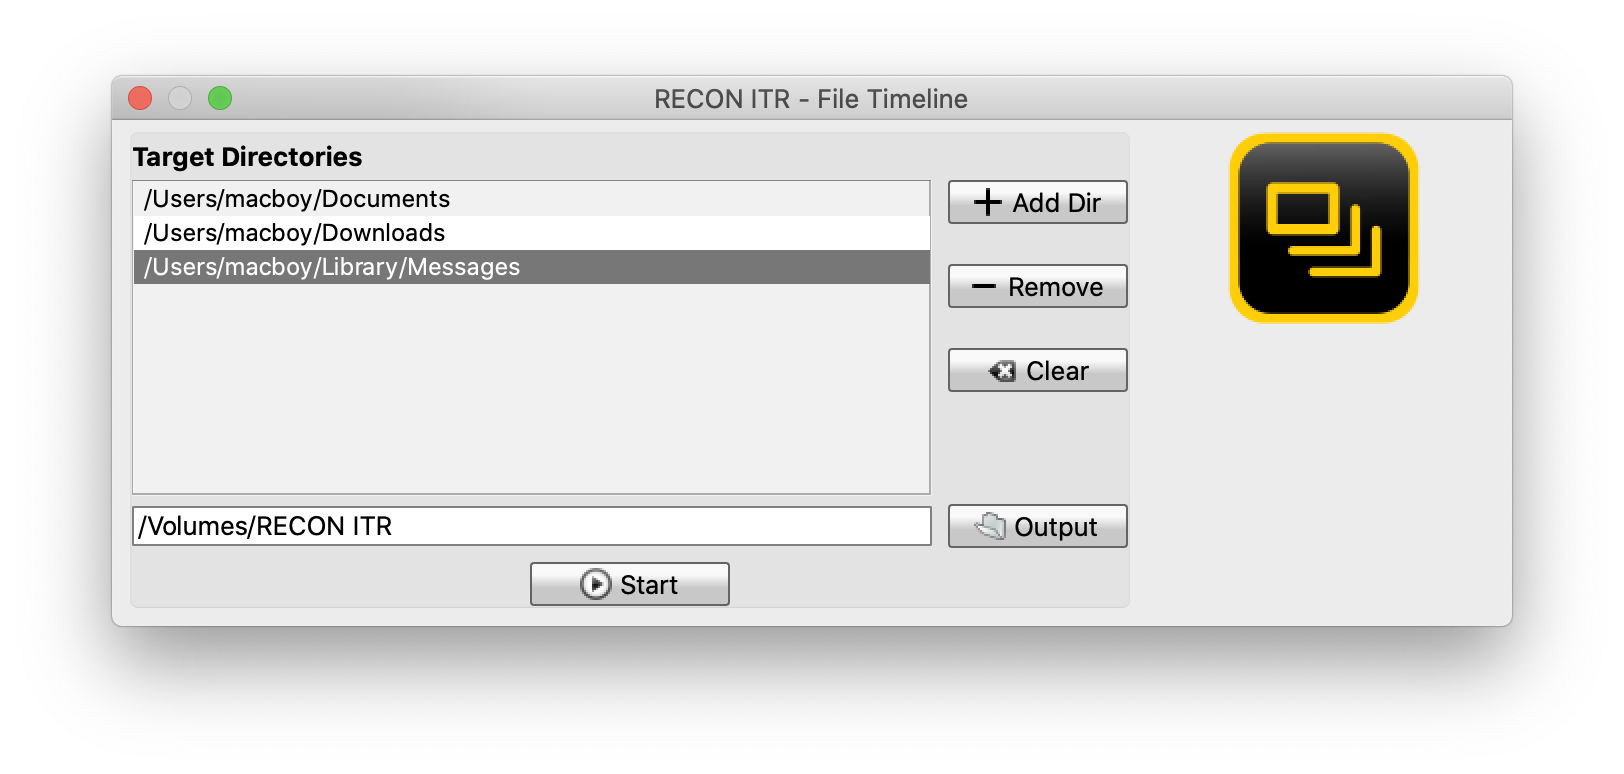 RECON ITR - File Timeline
Target Directories
/Users/macboy/Documents
/Users/macboy/Downloads
/Users/macboy/Library/Messages
Add Dir
Remove
Clear
/Volumes/RECON ITR
Output
Start